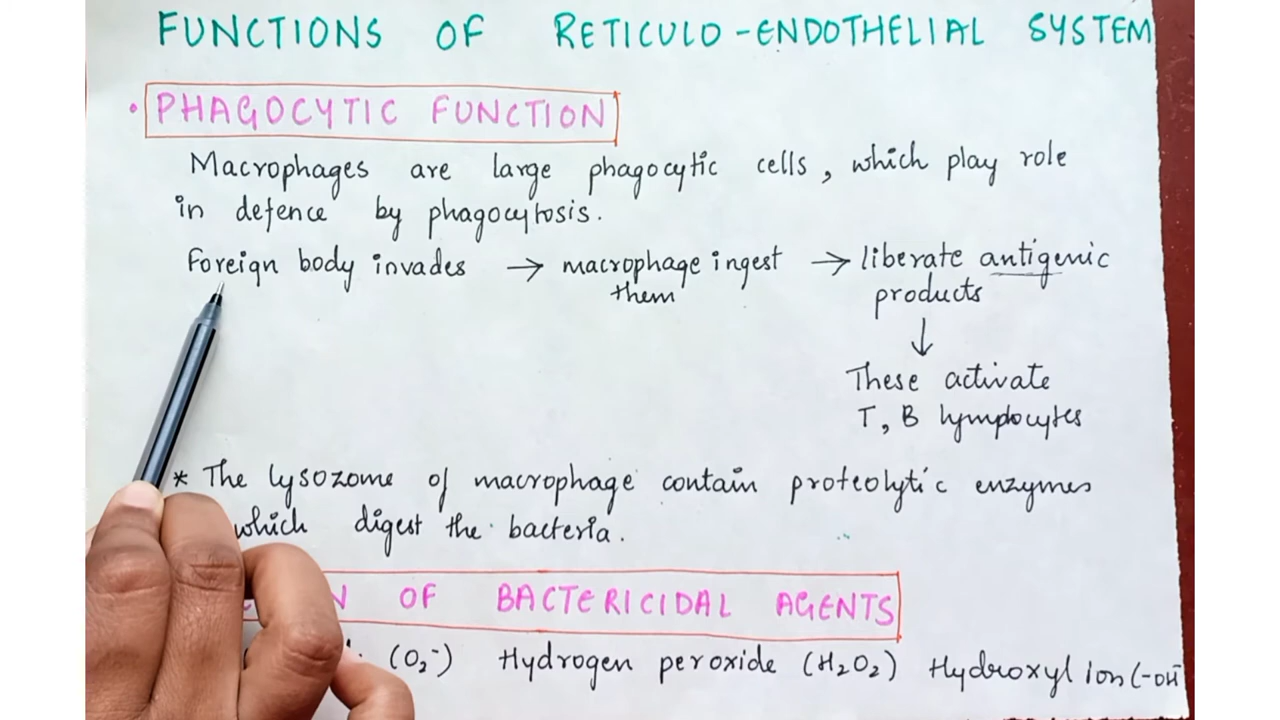 FUNCTIONS OF RETICULO-ENDOTHELIAL SYSTEM
• PHAGOCYTIC FUNCTION
Macrophages are large phagocytic cells, which play role
in defence by phagocytosis.
Foreign body invades → macrophage ingest → liberate antigenic
them products
↓
These activate
T, B lympocytes
* The lysozome of macrophage contain proteolytic enzymes
which digest the bacteria.
OF BACTERICIDAL AGENTS
(O₂⁻) Hydrogen peroxide (H₂O₂) Hydroxyl ion (-OH⁻